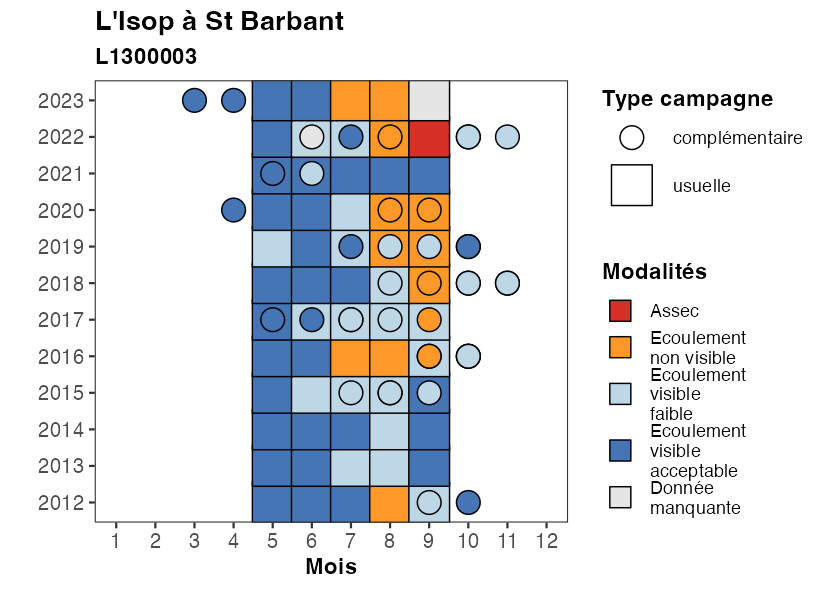 L'Isop à St Barbant
L1300003
2023
2022
2021
2020
2019
2018
2017
2016
2015
2014
2013
2012
1 2 3 4 5 6 7 8 9 10 11 12
Mois
Type campagne
complémentaire
usuelle
Modalités
Assec
Ecoulement
non visible
Ecoulement
visible
faible
Ecoulement
visible
acceptable
Donnée
manquante